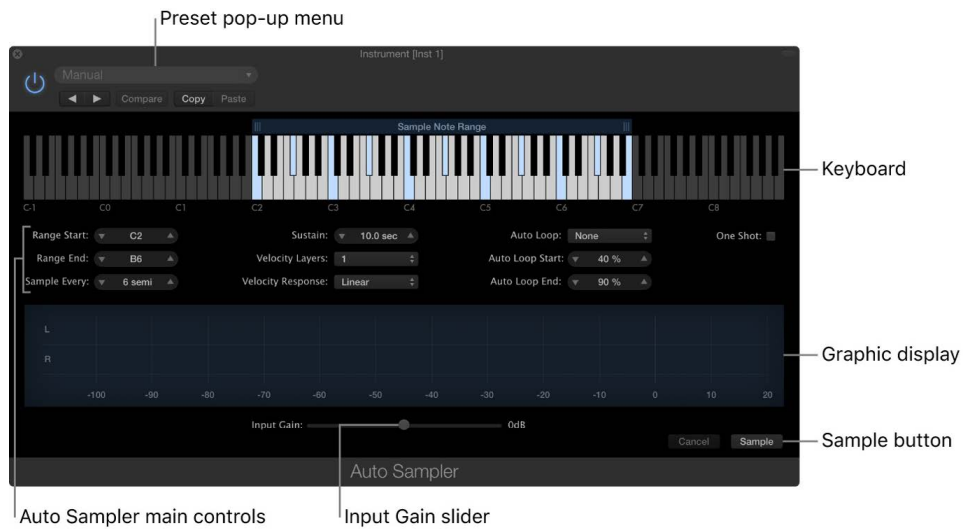 Preset pop-up menu
Instrument [Inst 1]
Manual
Compare Copy Paste
Sample Note Range
Keyboard
C-1 C0 C1 C2 C3 C4 C5 C6 C7 C8
Range Start: C2 Sustain: 10.0 sec Auto Loop: None One Shot:
Range End: B6 Velocity Layers: 1 Auto Loop Start: 40 %
Sample Every: 6 semi Velocity Response: Linear Auto Loop End: 90 %
L
Graphic display
R
-100 -90 -80 -70 -60 -50 -40 -30 -20 -10 0 10 20
Input Gain: 0dB
Cancel Sample
Sample button
Auto Sampler
Auto Sampler main controls
Input Gain slider